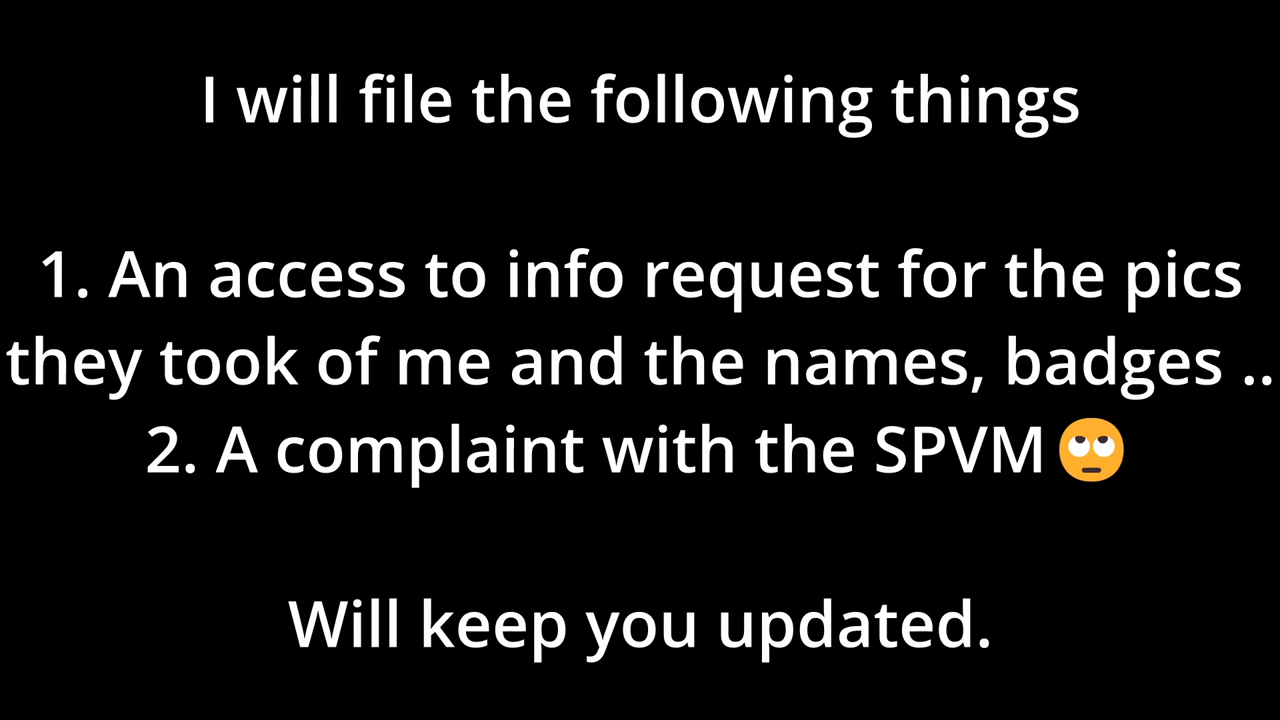 I will file the following things
1. An access to info request for the pics
they took of me and the names, badges ..
2. A complaint with the SPVM🙄
Will keep you updated.